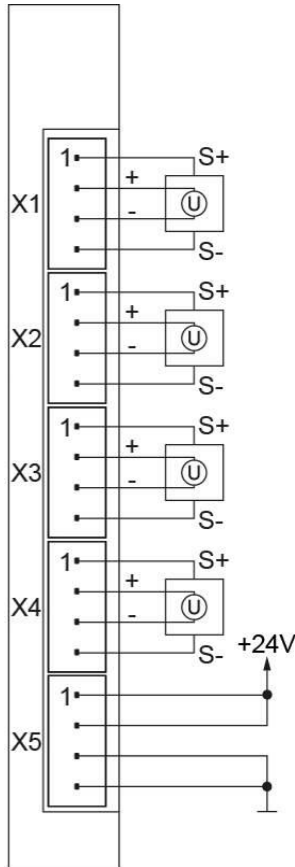 1 S+
+
X1 U
-
S-
1 S+
+
X2 U
-
S-
1 S+
+
X3 U
-
S-
1 S+
+
X4 U
-
S-
+24V
1
X5